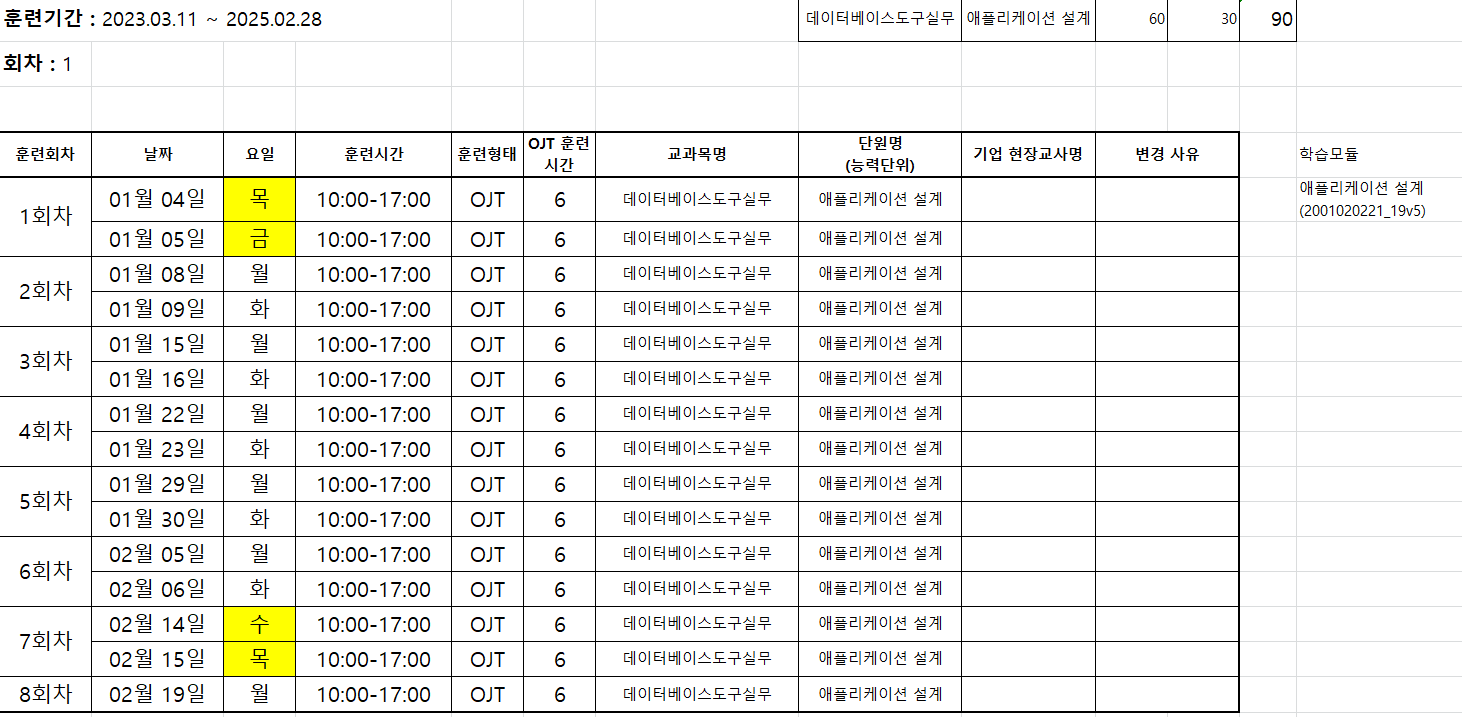 훈련기간 : 2023.03.11 ~ 2025.02.28 데이터베이스도구실무 애플리케이션 설계 60 30 90
회차 : 1
훈련회차 날짜 요일 훈련시간 훈련형태 OJT 훈련 시간 교과목명 단원명 (능력단위) 기업 현장교사명 변경 사유 학습모듈
1회차 01월 04일 목 10:00-17:00 OJT 6 데이터베이스도구실무 애플리케이션 설계 애플리케이션 설계
(2001020221_19v5)
01월 05일 금 10:00-17:00 OJT 6 데이터베이스도구실무 애플리케이션 설계
2회차 01월 08일 월 10:00-17:00 OJT 6 데이터베이스도구실무 애플리케이션 설계
01월 09일 화 10:00-17:00 OJT 6 데이터베이스도구실무 애플리케이션 설계
3회차 01월 15일 월 10:00-17:00 OJT 6 데이터베이스도구실무 애플리케이션 설계
01월 16일 화 10:00-17:00 OJT 6 데이터베이스도구실무 애플리케이션 설계
4회차 01월 22일 월 10:00-17:00 OJT 6 데이터베이스도구실무 애플리케이션 설계
01월 23일 화 10:00-17:00 OJT 6 데이터베이스도구실무 애플리케이션 설계
5회차 01월 29일 월 10:00-17:00 OJT 6 데이터베이스도구실무 애플리케이션 설계
01월 30일 화 10:00-17:00 OJT 6 데이터베이스도구실무 애플리케이션 설계
6회차 02월 05일 월 10:00-17:00 OJT 6 데이터베이스도구실무 애플리케이션 설계
02월 06일 화 10:00-17:00 OJT 6 데이터베이스도구실무 애플리케이션 설계
7회차 02월 14일 수 10:00-17:00 OJT 6 데이터베이스도구실무 애플리케이션 설계
02월 15일 목 10:00-17:00 OJT 6 데이터베이스도구실무 애플리케이션 설계
8회차 02월 19일 월 10:00-17:00 OJT 6 데이터베이스도구실무 애플리케이션 설계